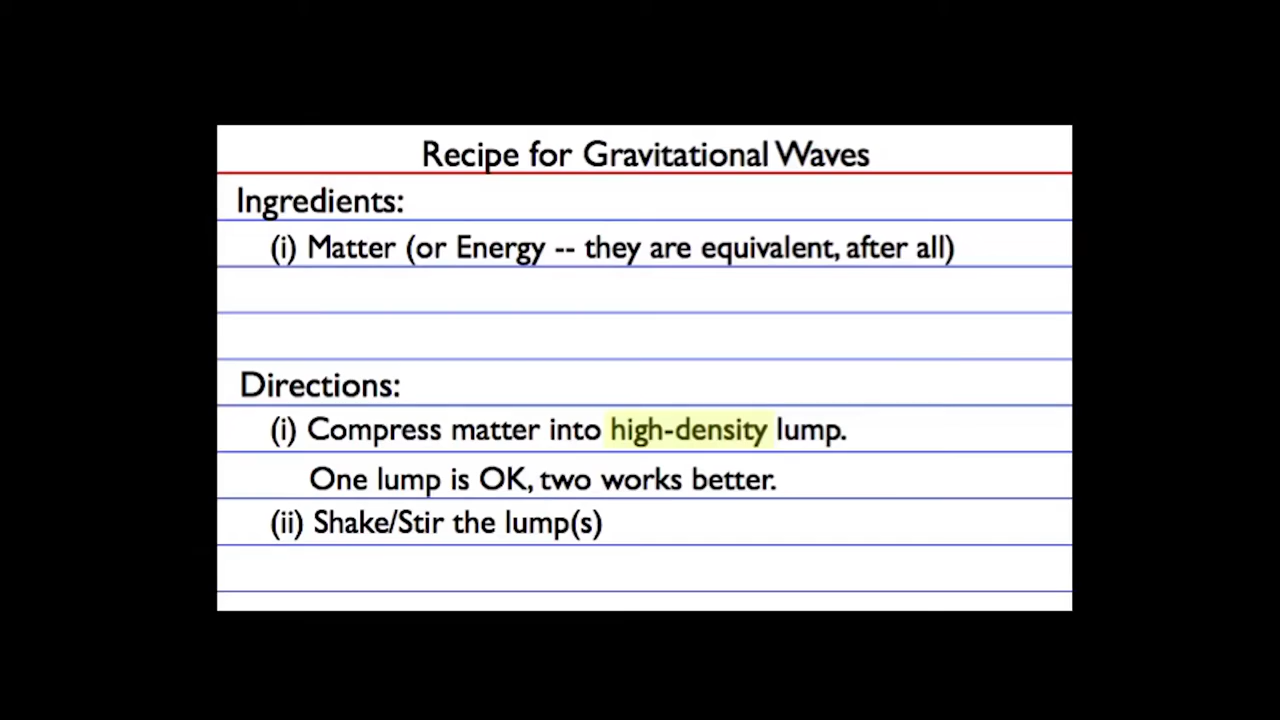 Recipe for Gravitational Waves
Ingredients:
(i) Matter (or Energy -- they are equivalent, after all)
Directions:
(i) Compress matter into high-density lump.
One lump is OK, two works better.
(ii) Shake/Stir the lump(s)